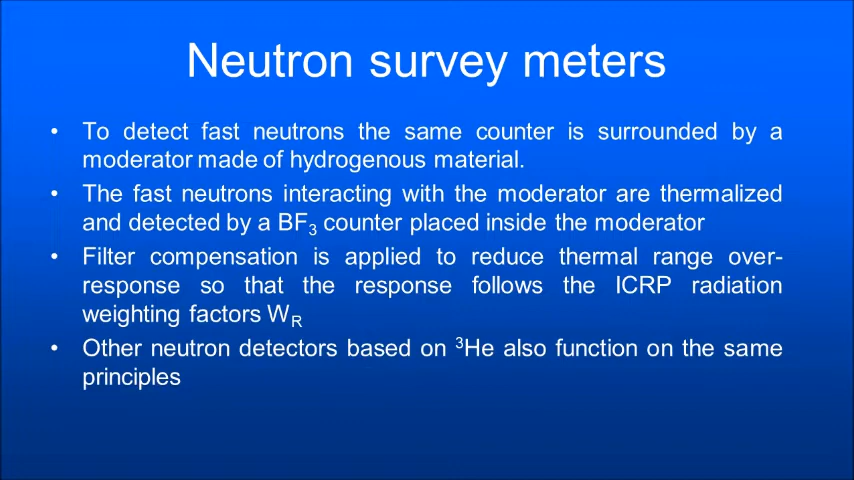 Neutron survey meters
• To detect fast neutrons the same counter is surrounded by a
moderator made of hydrogenous material.
• The fast neutrons interacting with the moderator are thermalized
and detected by a BF₃ counter placed inside the moderator
• Filter compensation is applied to reduce thermal range over-
response so that the response follows the ICRP radiation
weighting factors W_R
• Other neutron detectors based on ³He also function on the same
principles